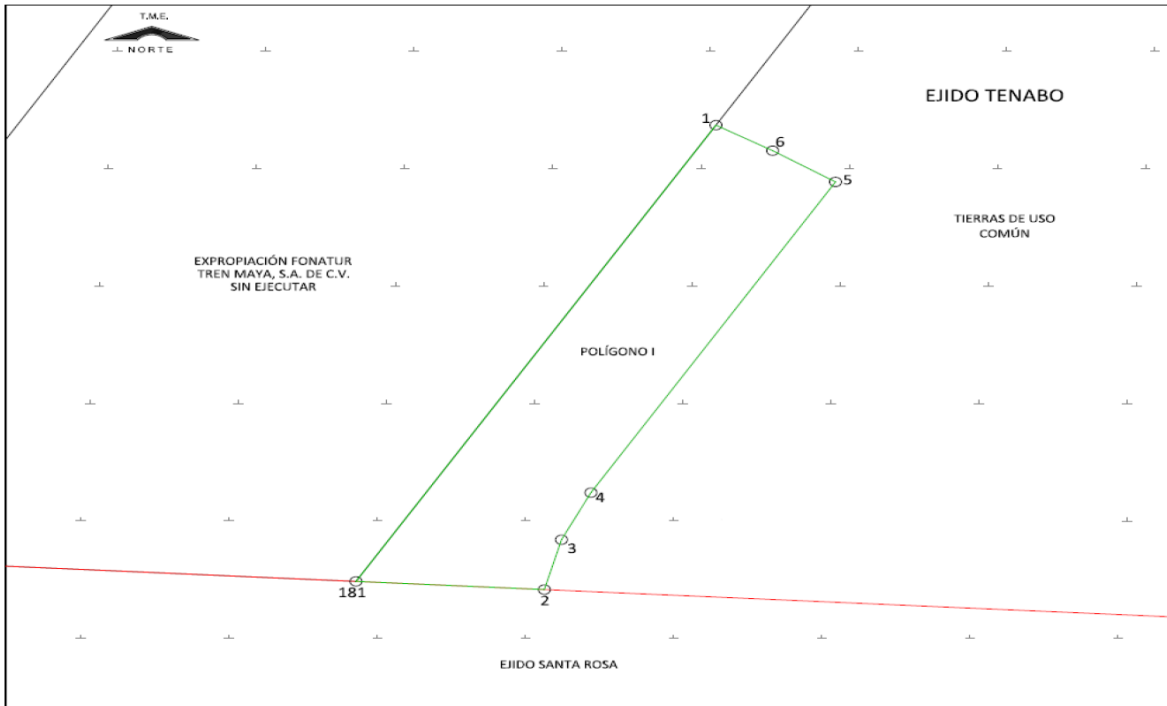 T.M.E.
NORTE
EJIDO TENABO
1
6
5
TIERRAS DE USO
COMÚN
EXPROPIACIÓN FONATUR
TREN MAYA, S.A. DE C.V.
SIN EJECUTAR
POLÍGONO I
4
3
181
2
EJIDO SANTA ROSA